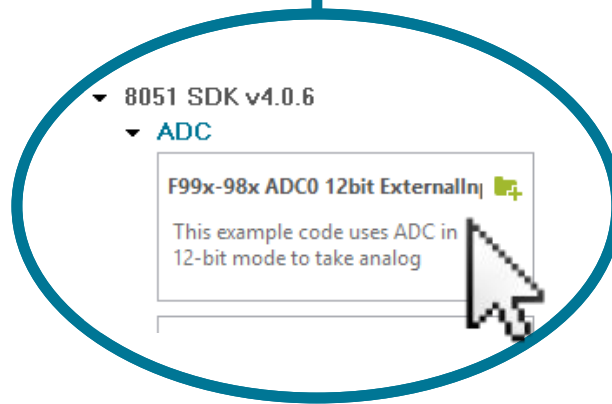 8051 SDK v4.0.6
ADC
F99x-98x ADC0 12bit ExternalInp
This example code uses ADC in
12-bit mode to take analog